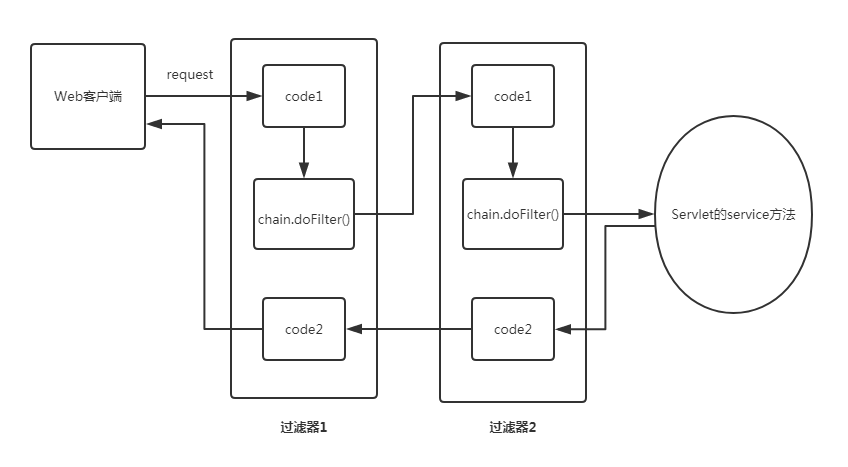 Web客户端
request
code1
chain.doFilter()
code2
过滤器1
code1
chain.doFilter()
code2
过滤器2
Servlet的service方法